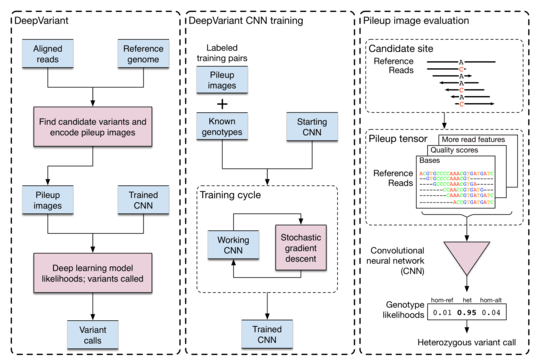 DeepVariant
Aligned
reads
Reference
genome
Find candidate variants and
encode pileup images
Pileup
images
Trained
CNN
Deep learning model
likelihoods; variants called
Variant
calls
DeepVariant CNN training
Labeled
training pairs
Pileup
images
+
Known
genotypes
Starting
CNN
Training cycle
Working
CNN
Stochastic
gradient
descent
Trained
CNN
Pileup image evaluation
Candidate site
Reference
Reads
A
C
A
A
C
A
C
Pileup tensor
More read features
Quality scores
Bases
Reference
Reads
Convolutional
neural network
(CNN)
Genotype
likelihoods
hom-ref het hom-alt
0.01 0.95 0.04
Heterozygous variant call